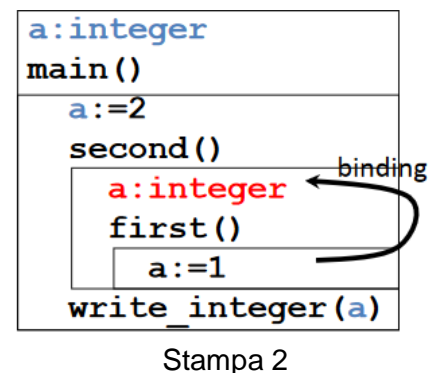 a:integer
main()
a:=2
second()
binding
a:integer
first()
a:=1
write_integer(a)
Stampa 2